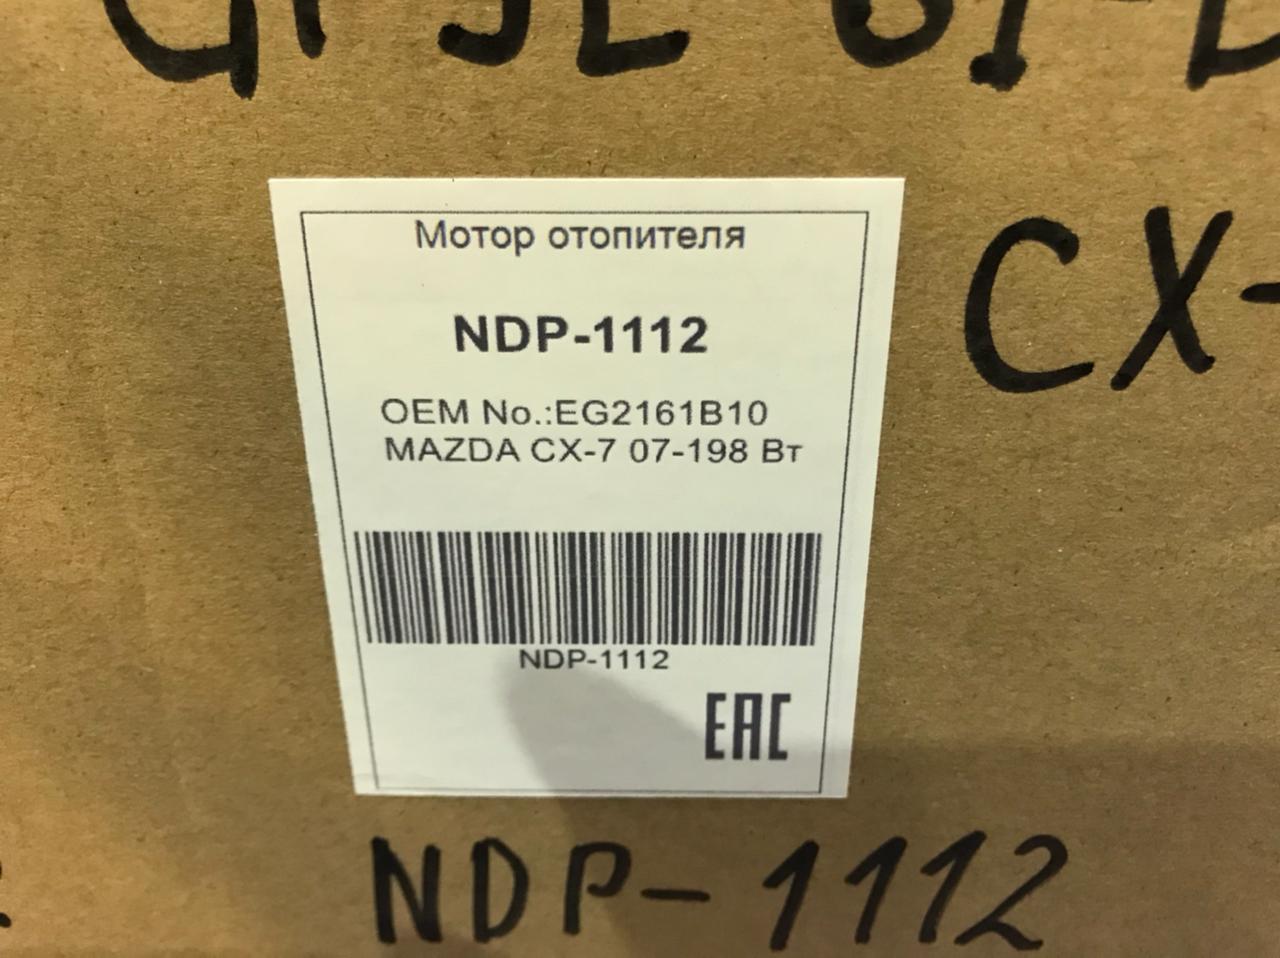 CX-
Мотор отопителя
NDP-1112
OEM No.:EG2161B10
MAZDA CX-7 07-198 Вт
NDP-1112
EAC
NDP-1112